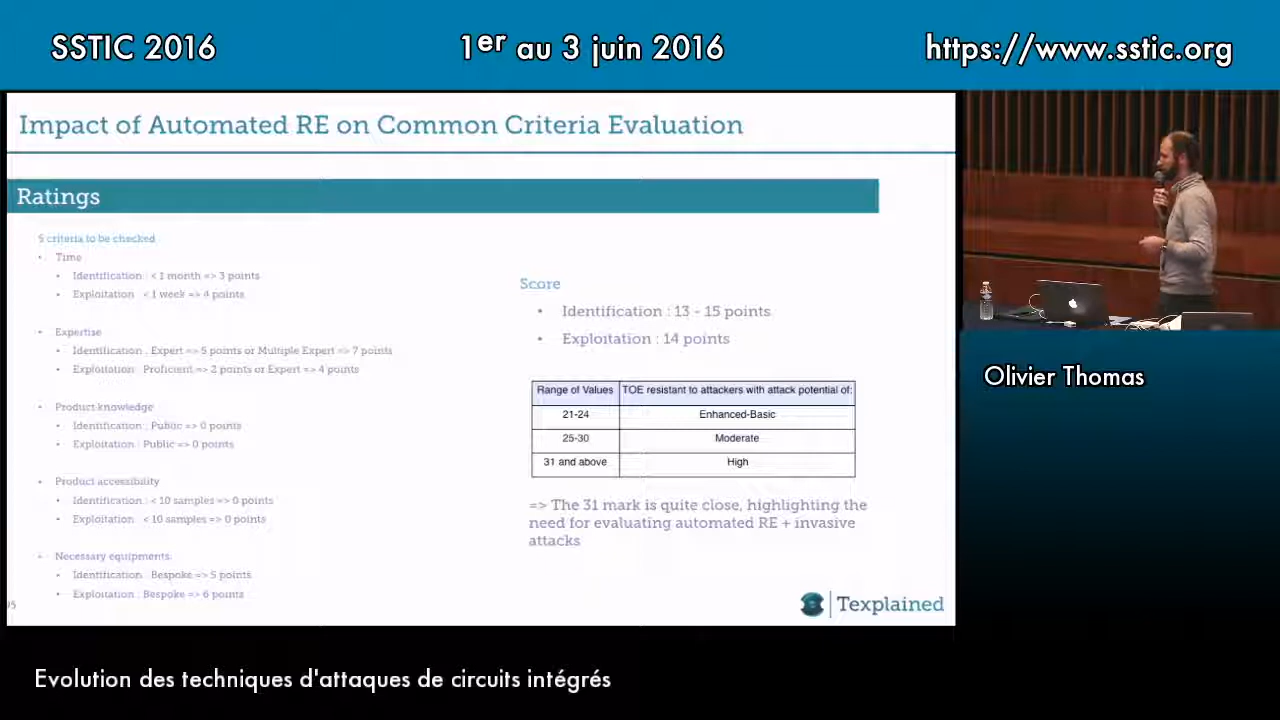 SSTIC 2016
1er au 3 juin 2016
https://www.sstic.org
Impact of Automated RE on Common Criteria Evaluation
Ratings
5 criteria to be checked
• Time
• Identification : < 1 month => 3 points
• Exploitation : < 1 week => 4 points
• Expertise
• Identification : Expert => 5 points or Multiple Expert => 7 points
• Exploitation : Proficient => 2 points or Expert => 4 points
• Product knowledge
• Identification : Public => 0 points
• Exploitation : Public => 0 points
• Product accessibility
• Identification : < 10 samples => 0 points
• Exploitation : < 10 samples => 0 points
• Necessary equipments:
• Identification : Bespoke => 5 points
• Exploitation : Bespoke => 6 points
Score
• Identification : 13 - 15 points
• Exploitation : 14 points
Range of Values TOE resistant to attackers with attack potential of:
21-24 Enhanced-Basic
25-30 Moderate
31 and above High
=> The 31 mark is quite close, highlighting the
need for evaluating automated RE + invasive
attacks
Texplained
Olivier Thomas
Evolution des techniques d'attaques de circuits intégrés